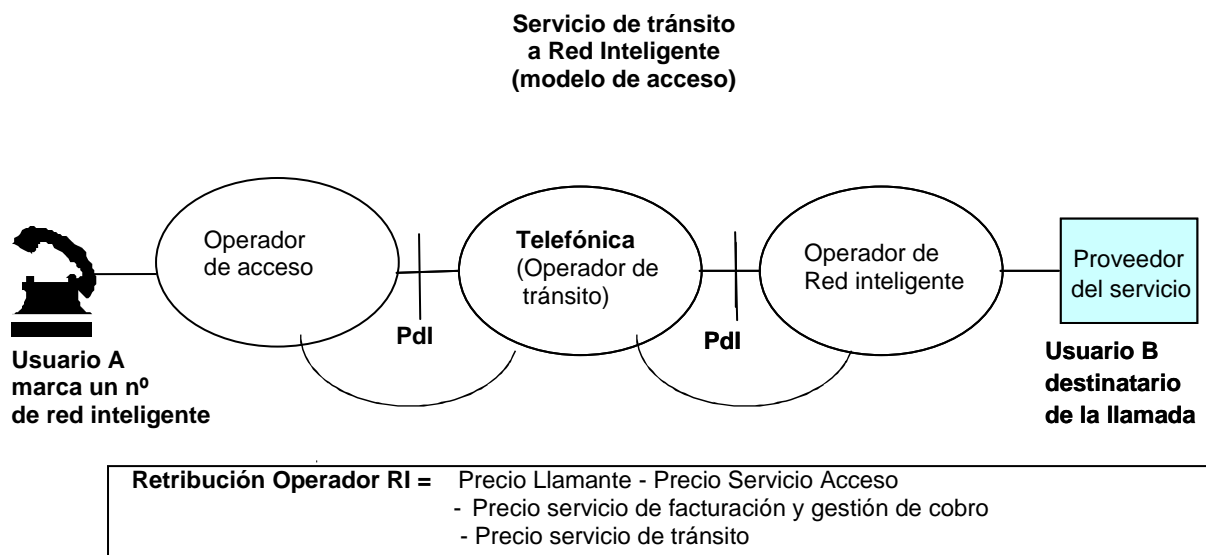 Servicio de tránsito
a Red Inteligente
(modelo de acceso)
Operador
de acceso
Telefónica
(Operador de
tránsito)
Operador de
Red inteligente
Proveedor
del servicio
PdI
PdI
Usuario A
marca un nº
de red inteligente
Usuario B
destinatario
de la llamada
Retribución Operador RI = Precio Llamante - Precio Servicio Acceso
- Precio servicio de facturación y gestión de cobro
- Precio servicio de tránsito